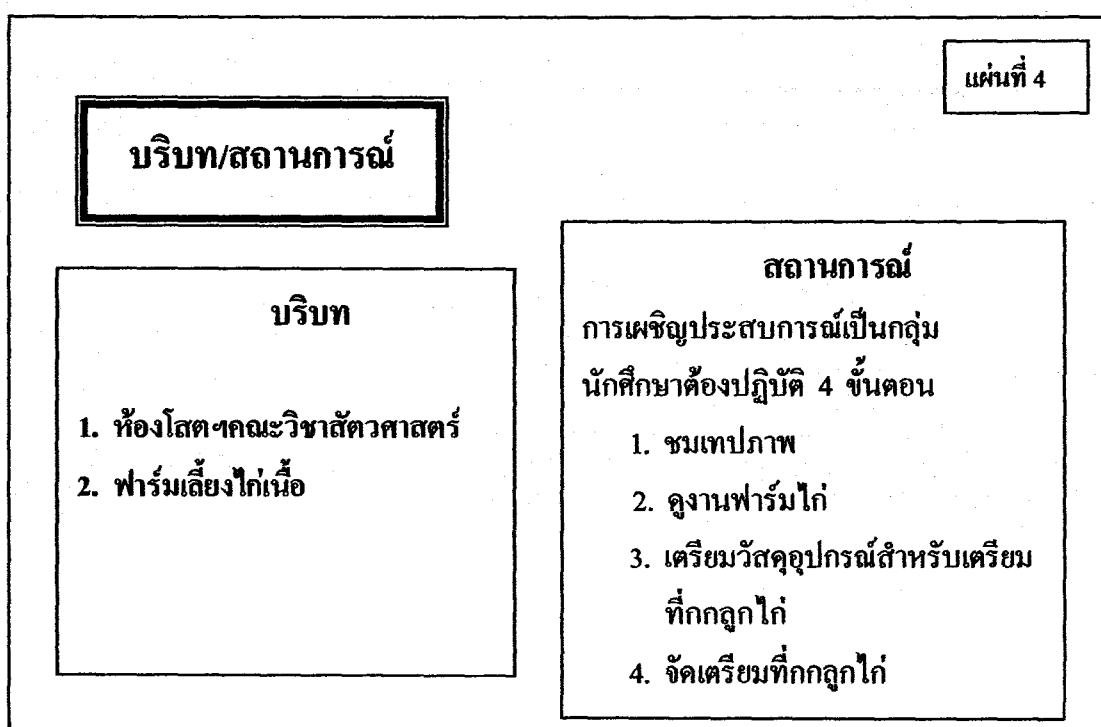 แผ่นที่ 4
บริบท/สถานการณ์
บริบท
1. ห้องโสตฯคณะวิชาสัตวศาสตร์
2. ฟาร์มเลี้ยงไก่เนื้อ
สถานการณ์
การเผชิญประสบการณ์เป็นกลุ่ม
นักศึกษาต้องปฏิบัติ 4 ขั้นตอน
1. ชมเทปภาพ
2. ดูงานฟาร์มไก่
3. เตรียมวัสดุอุปกรณ์สำหรับเตรียม
ที่กกลูกไก่
4. จัดเตรียมที่กกลูกไก่